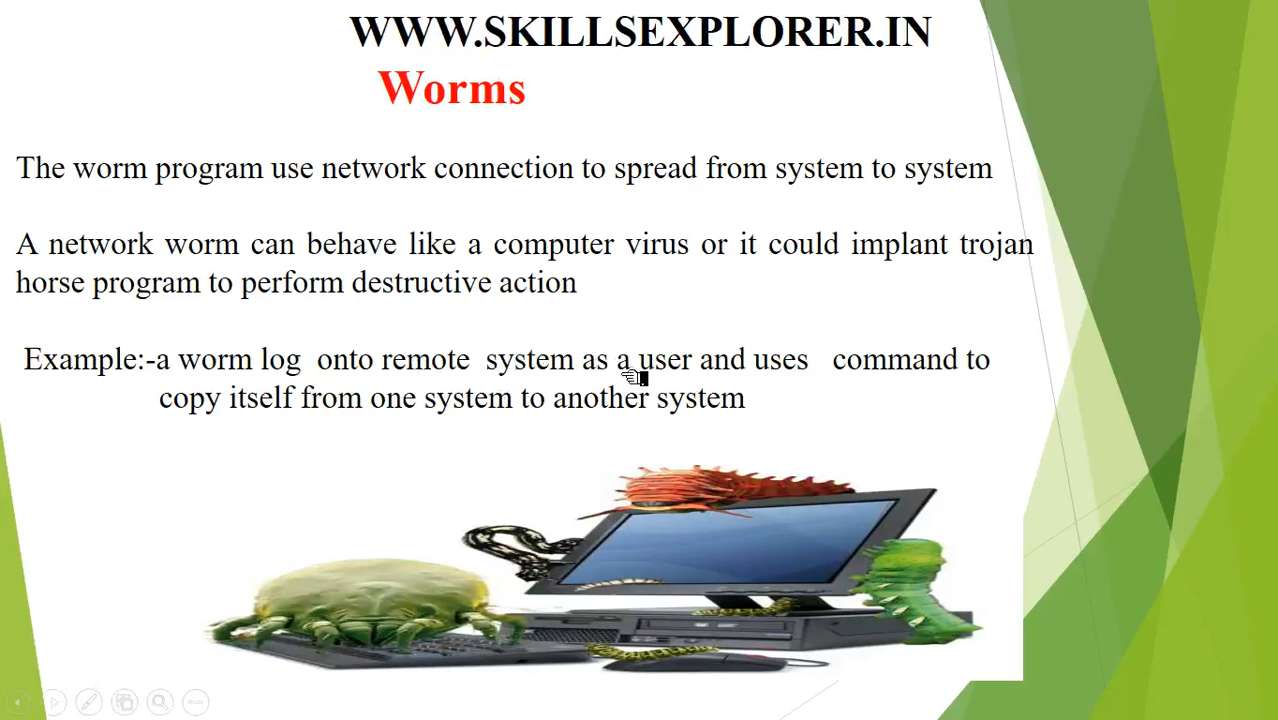 WWW.SKILLSEXPLORER.IN
Worms
The worm program use network connection to spread from system to system
A network worm can behave like a computer virus or it could implant trojan
horse program to perform destructive action
Example:-a worm log onto remote system as a user and uses command to
copy itself from one system to another system